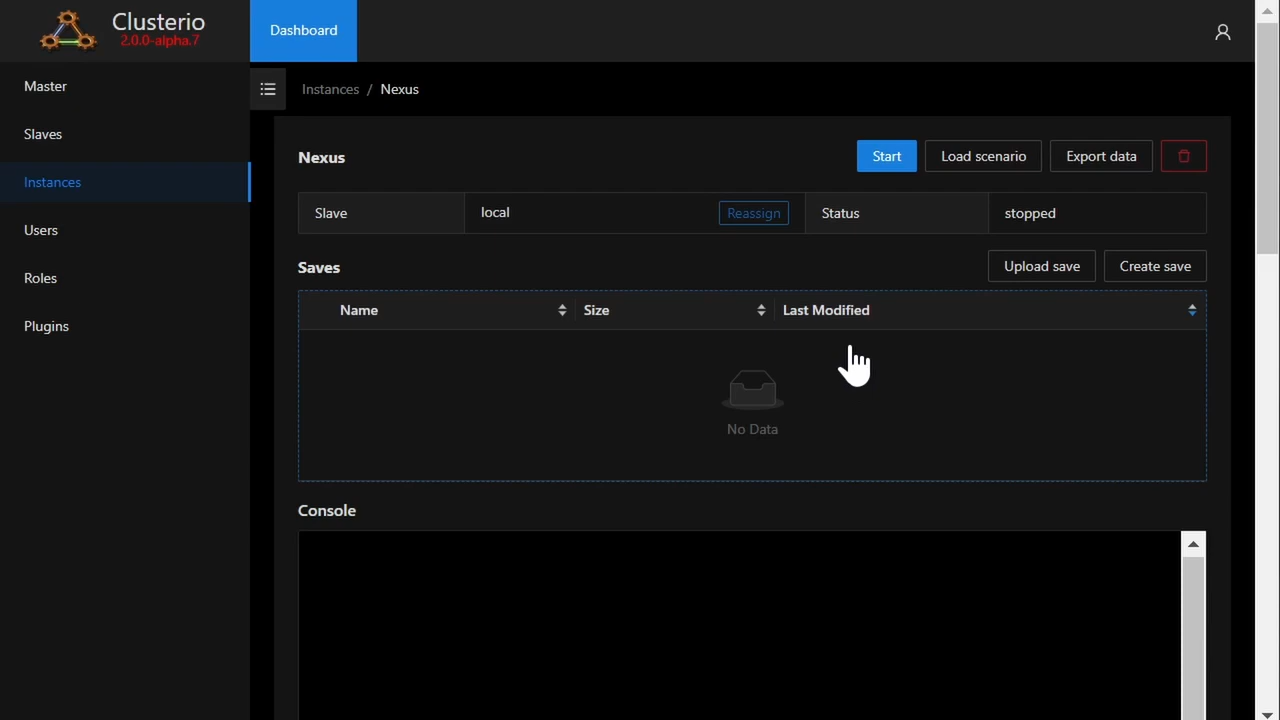 Clusterio
2.0.0-alpha.7
Dashboard
Master
Slaves
Instances
Users
Roles
Plugins
Instances / Nexus
Nexus
Start
Load scenario
Export data
Slave
local
Reassign
Status
stopped
Saves
Upload save
Create save
Name
Size
Last Modified
No Data
Console